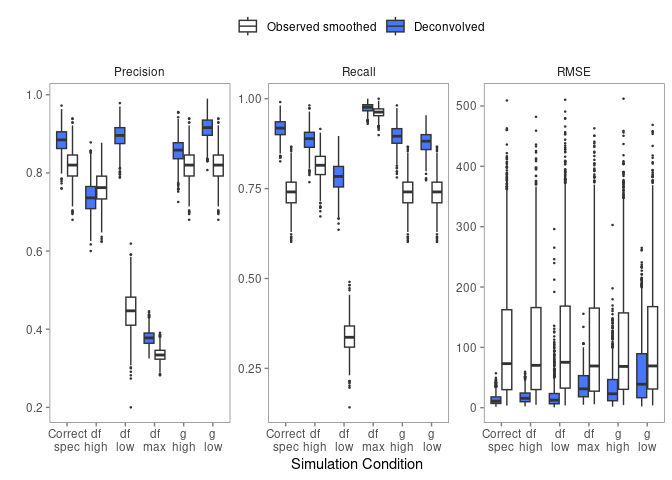 Observed smoothed Deconvolved
Precision Recall RMSE
1.0
0.8
0.6
0.4
0.2
1.00
0.75
0.50
0.25
500
400
300
200
100
0
Correct df df df g g
spec high low max high low
Correct df df df g g
spec high low max high low
Correct df df df g g
spec high low max high low
Simulation Condition